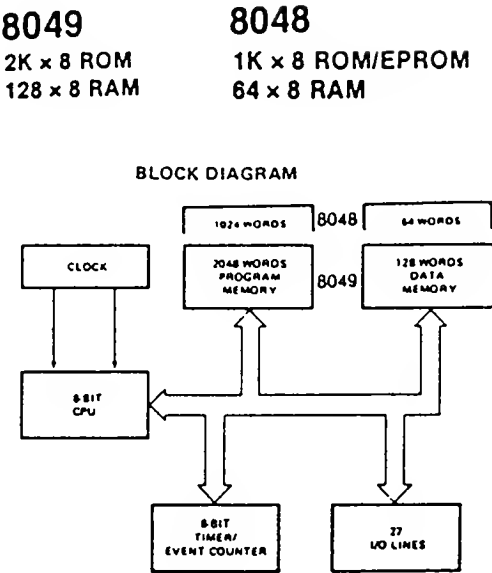 8049
2K x 8 ROM
128 x 8 RAM
8048
1K x 8 ROM/EPROM
64 x 8 RAM
BLOCK DIAGRAM
1024 WORDS
8048
64 WORDS
CLOCK
2048 WORDS
PROGRAM
MEMORY
8049
128 WORDS
DATA
MEMORY
8 BIT
CPU
8 BIT
TIMER/
EVENT COUNTER
27
I/O LINES